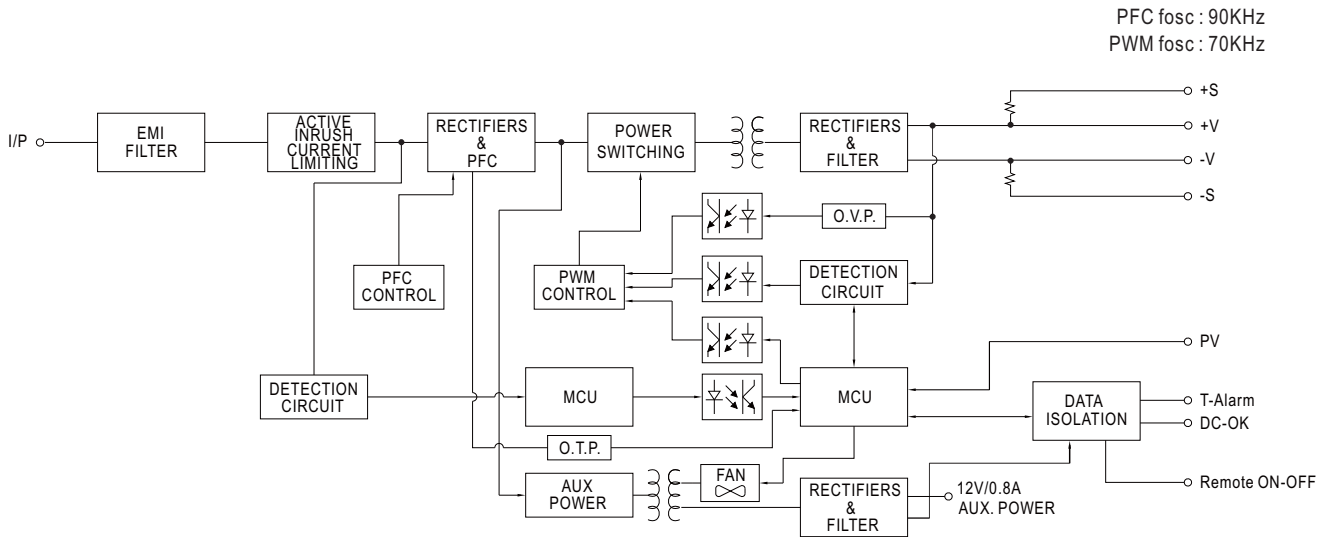 PFC fosc : 90KHz
PWM fosc : 70KHz
I/P
EMI
FILTER
ACTIVE
INRUSH
CURRENT
LIMITING
RECTIFIERS
&
PFC
POWER
SWITCHING
RECTIFIERS
&
FILTER
+S
+V
-V
-S
O.V.P.
PFC
CONTROL
PWM
CONTROL
DETECTION
CIRCUIT
PV
DETECTION
CIRCUIT
MCU
MCU
DATA
ISOLATION
T-Alarm
DC-OK
O.T.P.
Remote ON-OFF
AUX
POWER
FAN
RECTIFIERS
&
FILTER
12V/0.8A
AUX. POWER